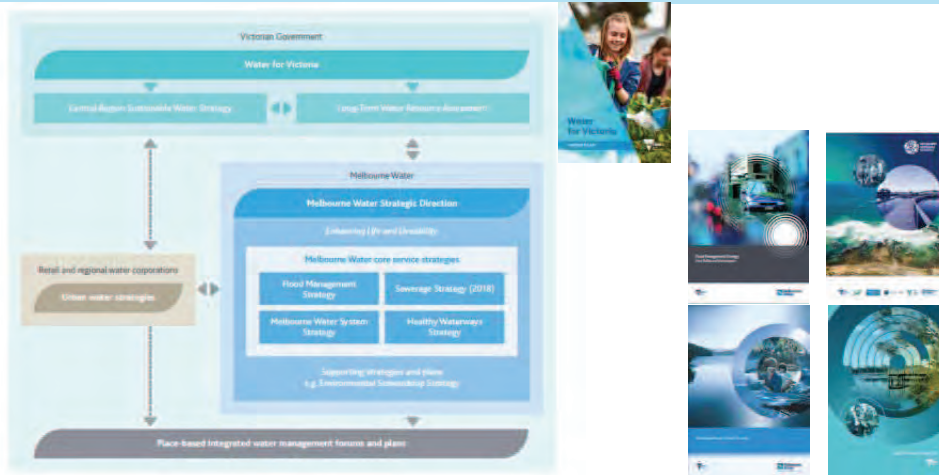 Victorian Government
Water for Victoria
Central Region Sustainable Water Strategy
Long-Term Water Resource Assessment
Melbourne Water
Melbourne Water Strategic Direction
Enhancing Life and Liveability
Melbourne Water core service strategies
Flood Management
Strategy
Sewerage Strategy (2018)
Melbourne Water System
Strategy
Healthy Waterways
Strategy
Supporting strategies and plans
e.g. Environmental Stewardship Strategy
Retail and regional water corporations
Urban water strategies
Place-based integrated water management forums and plans
Water
for Victoria
Flood Management Strategy